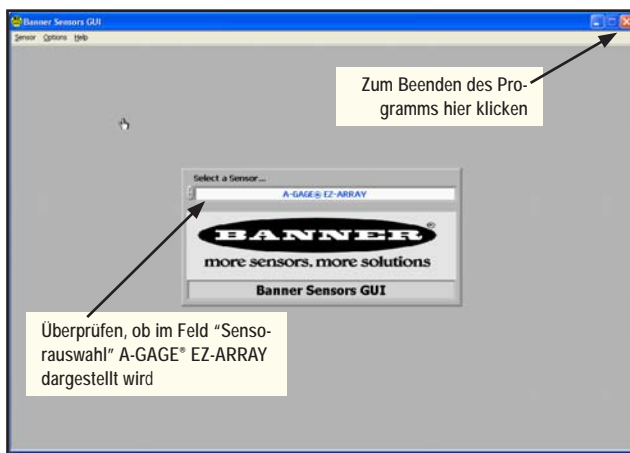 Banner Sensors GUI
Sensor Options Help
Zum Beenden des Pro-
gramms hier klicken
Select a Sensor...
A-GAGE® EZ-ARRAY
BANNER®
more sensors, more solutions
Banner Sensors GUI
Überprüfen, ob im Feld “Senso-
rauswahl” A-GAGE® EZ-ARRAY
dargestellt wird